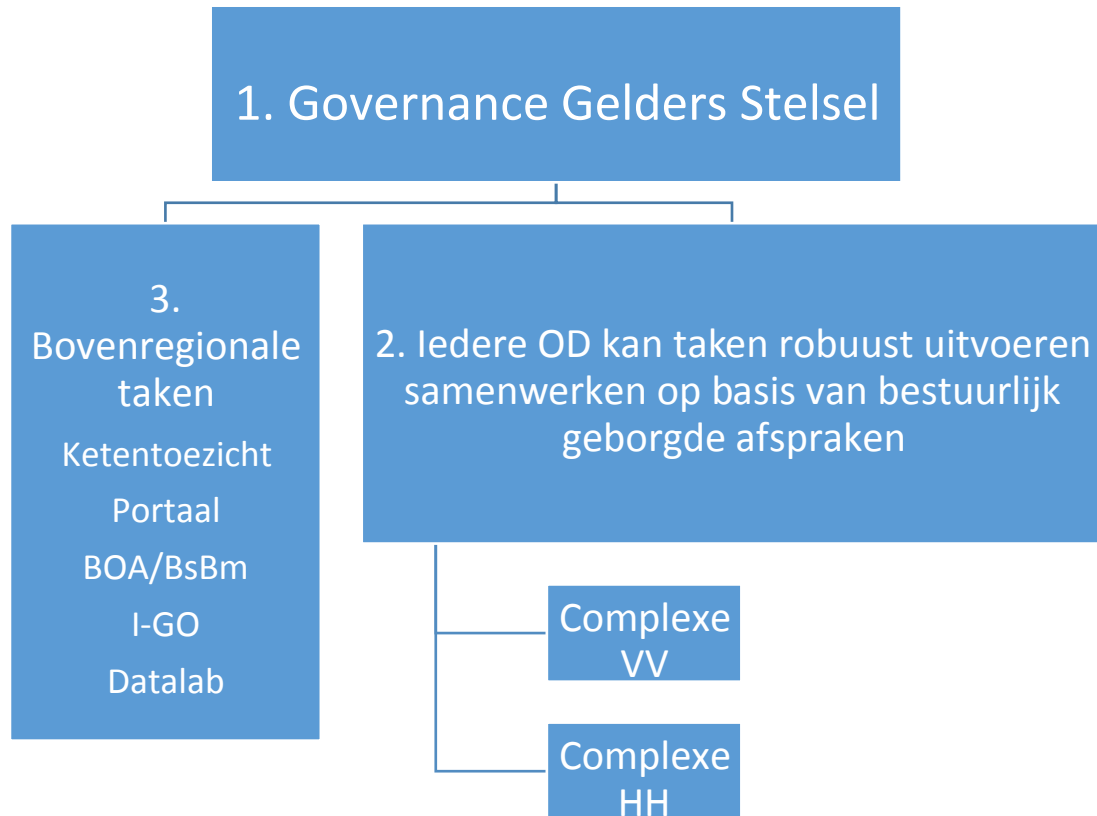 1. Governance Gelders Stelsel
3.
Bovenregionale
taken
Ketentoezicht
Portaal
BOA/BsBm
I-GO
Datalab
2. Iedere OD kan taken robuust uitvoeren
samenwerken op basis van bestuurlijk
geborgde afspraken
Complexe
VV
Complexe
HH